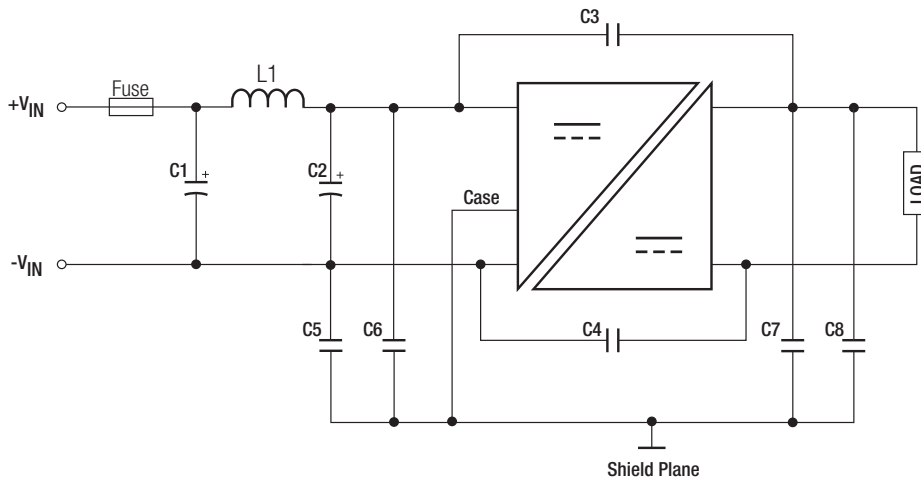 C3
L1
Fuse
+VIN
C1
+
C2
+
Case
LOAD
-VIN
C5
C6
C4
C7
C8
Shield Plane